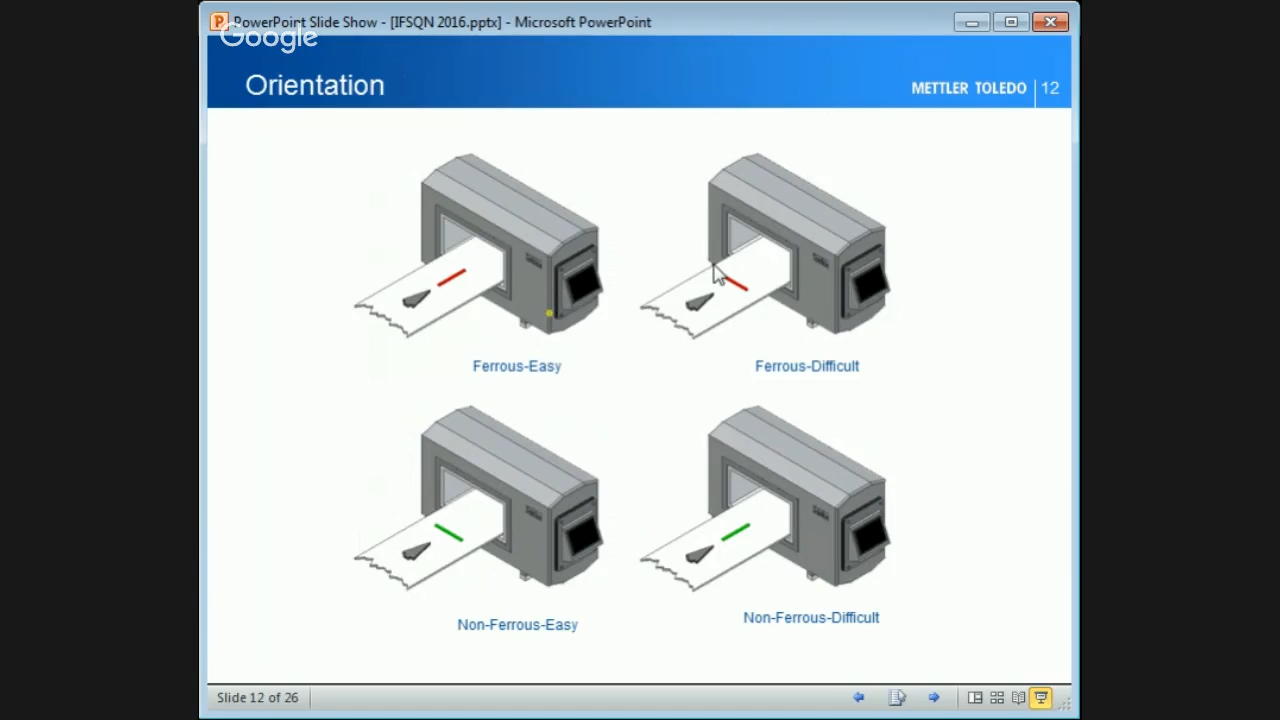 PowerPoint Slide Show - [IFSQN 2016.pptx] - Microsoft PowerPoint
Google
Orientation
METTLER TOLEDO 12
Ferrous-Easy
Ferrous-Difficult
Non-Ferrous-Easy
Non-Ferrous-Difficult
Slide 12 of 26